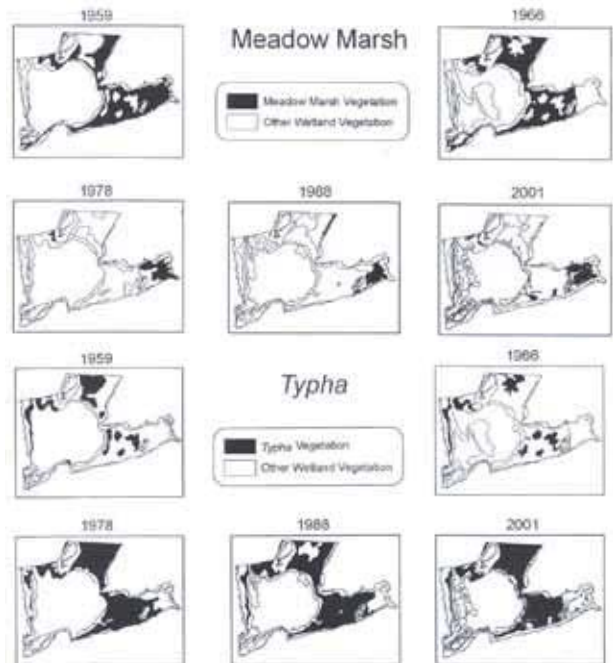 1959
Meadow Marsh
1966
Meadow Marsh Vegetation
Other Wetland Vegetation
1978
1988
2001
1959
Typha
1966
Typha Vegetation
Other Wetland Vegetation
1978
1988
2001